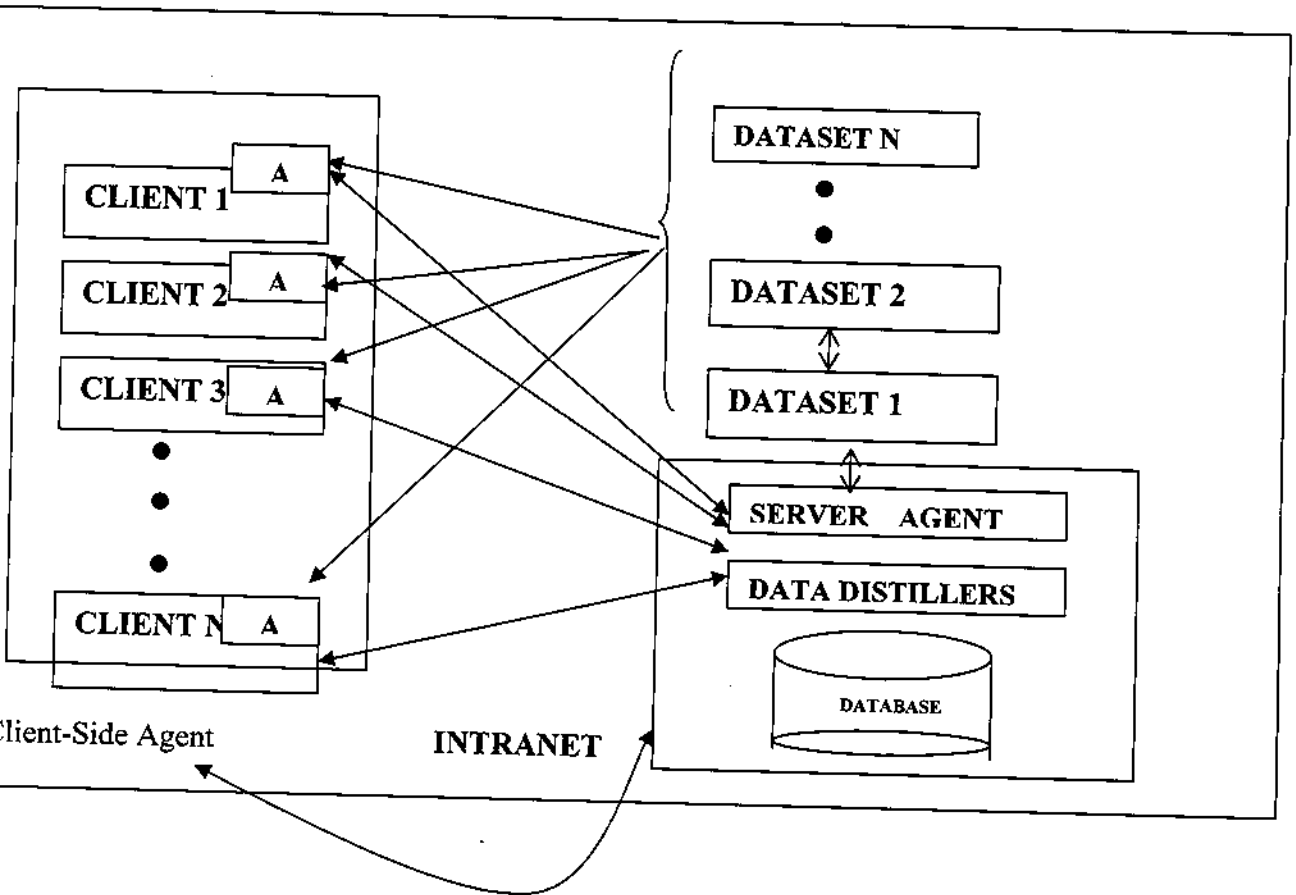 DATASET N
A
CLIENT 1
DATASET 2
A
CLIENT 2
DATASET 1
CLIENT 3
A
SERVER AGENT
DATA DISTILLERS
CLIENT N
A
DATABASE
Client-Side Agent
INTRANET